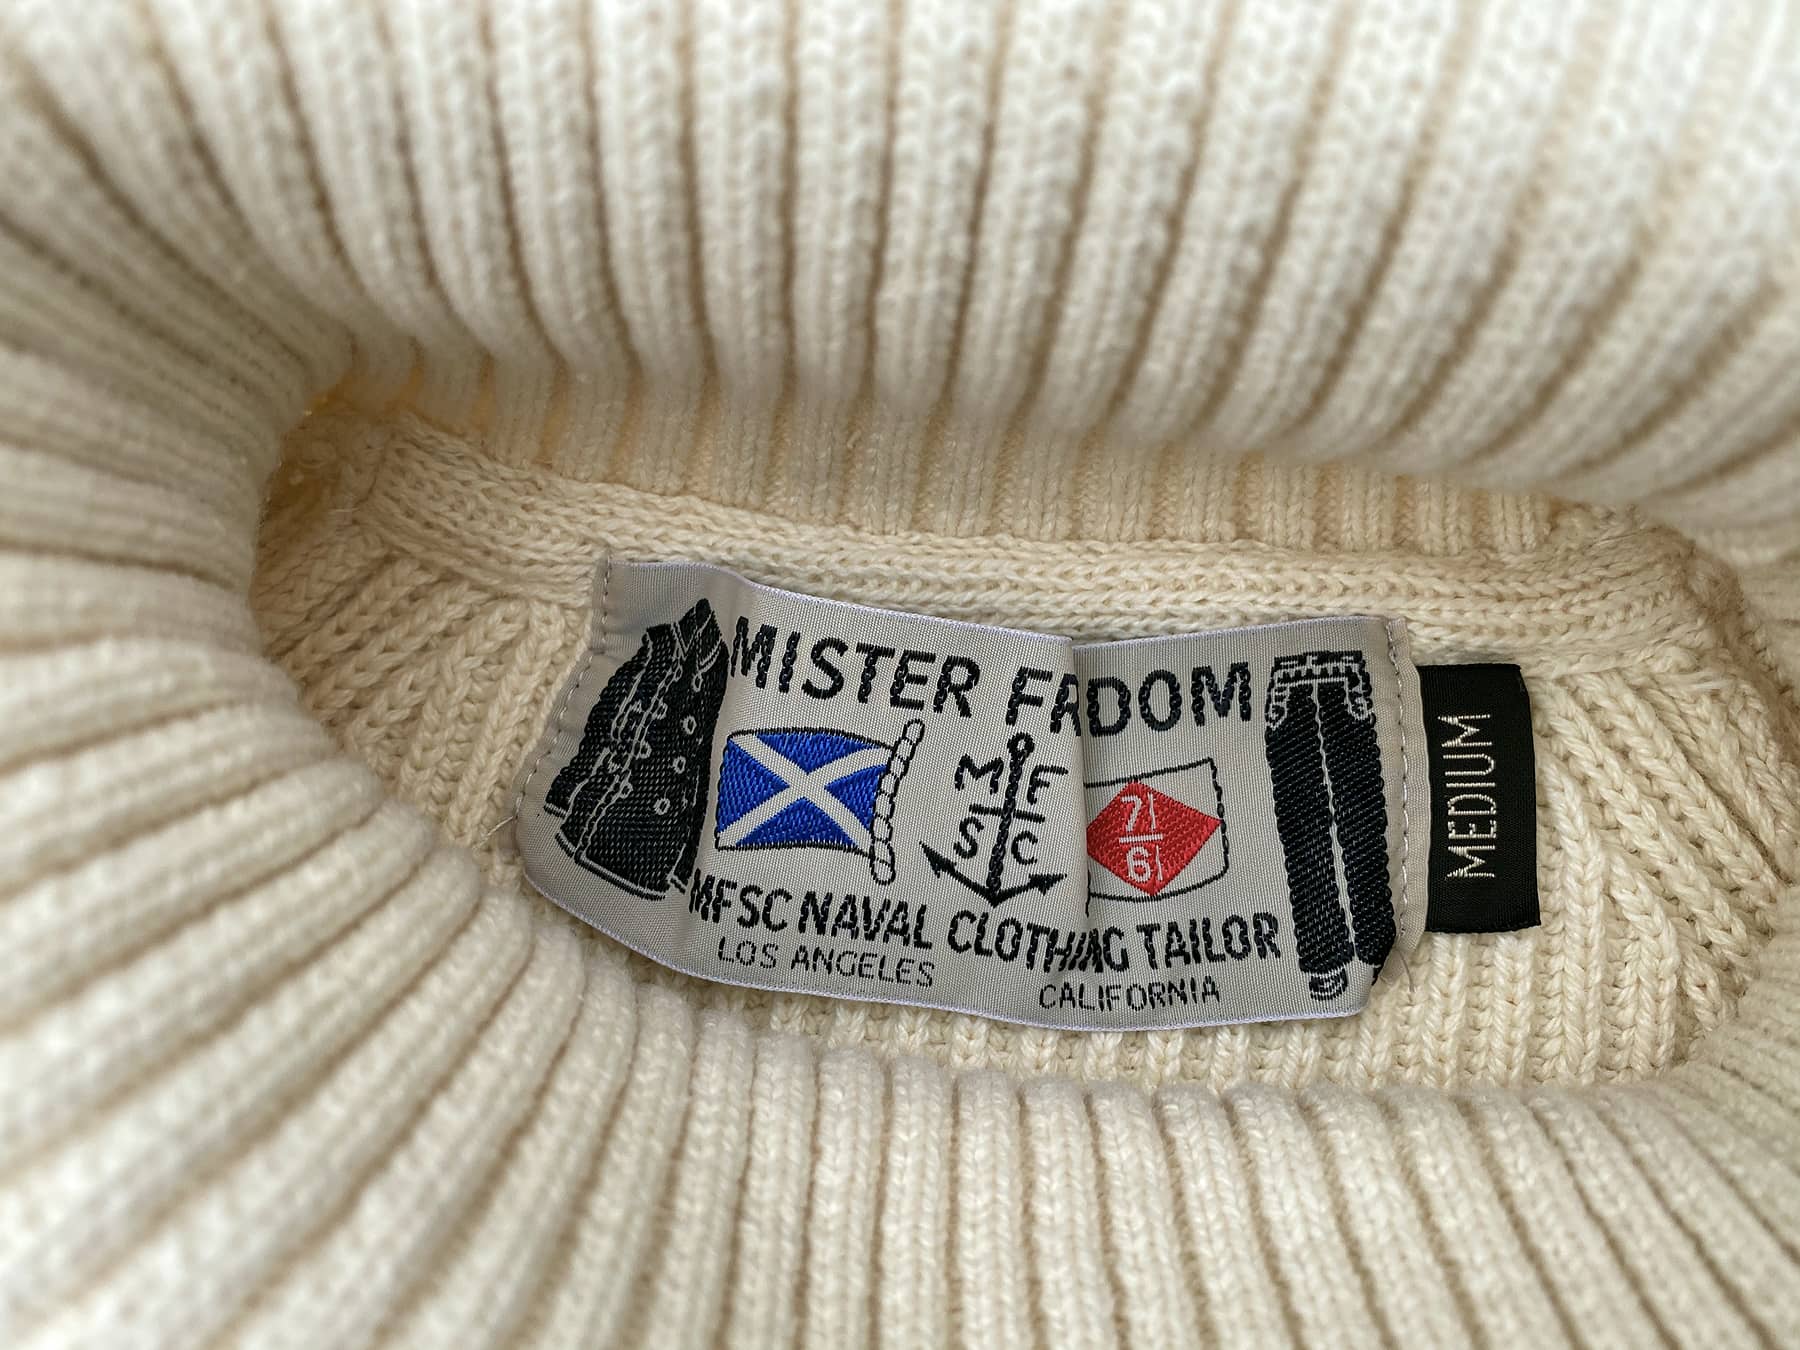 MISTER FRDOM
M F
S C
7/
6/
MFSC NAVAL CLOTHING TAILOR
LOS ANGELES CALIFORNIA
MEDIUM